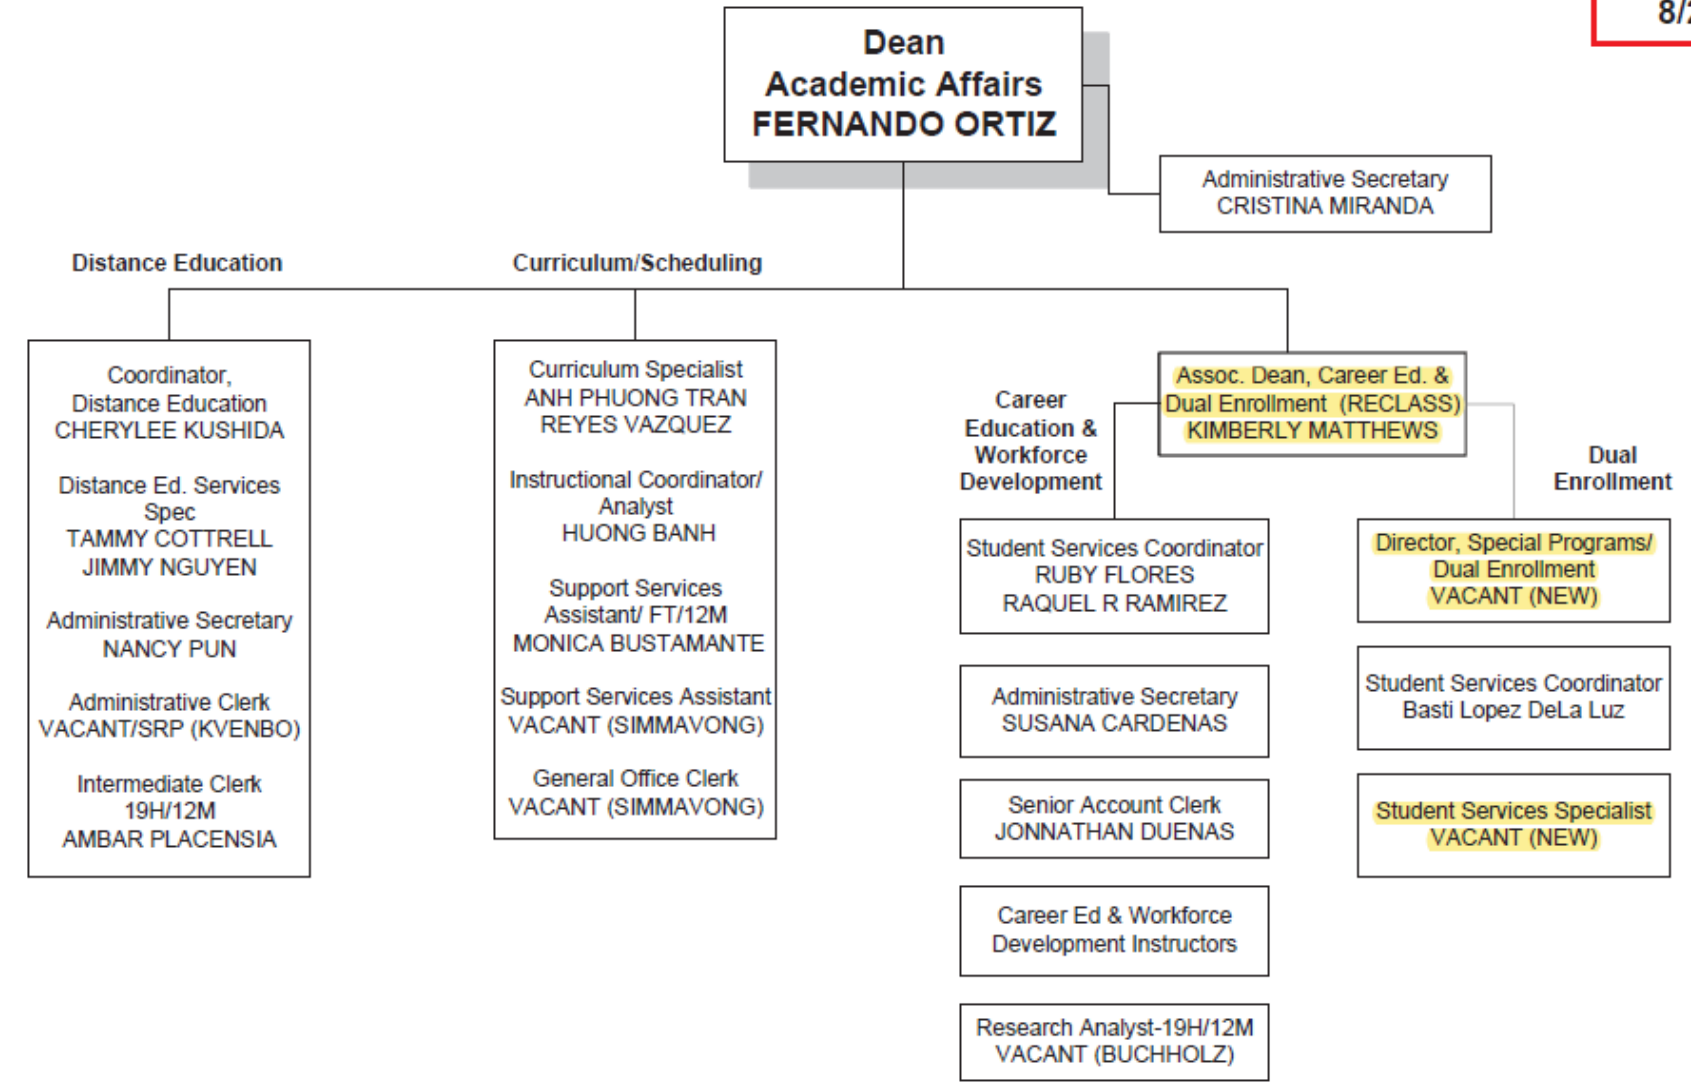 8/2
Dean
Academic Affairs
FERNANDO ORTIZ
Administrative Secretary
CRISTINA MIRANDA
Distance Education
Coordinator,
Distance Education
CHERYLEE KUSHIDA
Distance Ed. Services
Spec
TAMMY COTTRELL
JIMMY NGUYEN
Administrative Secretary
NANCY PUN
Administrative Clerk
VACANT/SRP (KVENBO)
Intermediate Clerk
19H/12M
AMBAR PLACENSIA
Curriculum/Scheduling
Curriculum Specialist
ANH PHUONG TRAN
REYES VAZQUEZ
Instructional Coordinator/
Analyst
HUONG BANH
Support Services
Assistant/ FT/12M
MONICA BUSTAMANTE
Support Services Assistant
VACANT (SIMMAVONG)
General Office Clerk
VACANT (SIMMAVONG)
Assoc. Dean, Career Ed. &
Dual Enrollment (RECLASS)
KIMBERLY MATTHEWS
Career
Education &
Workforce
Development
Student Services Coordinator
RUBY FLORES
RAQUEL R RAMIREZ
Administrative Secretary
SUSANA CARDENAS
Senior Account Clerk
JONNATHAN DUENAS
Career Ed & Workforce
Development Instructors
Research Analyst-19H/12M
VACANT (BUCHHOLZ)
Dual
Enrollment
Director, Special Programs/
Dual Enrollment
VACANT (NEW)
Student Services Coordinator
Basti Lopez DeLa Luz
Student Services Specialist
VACANT (NEW)